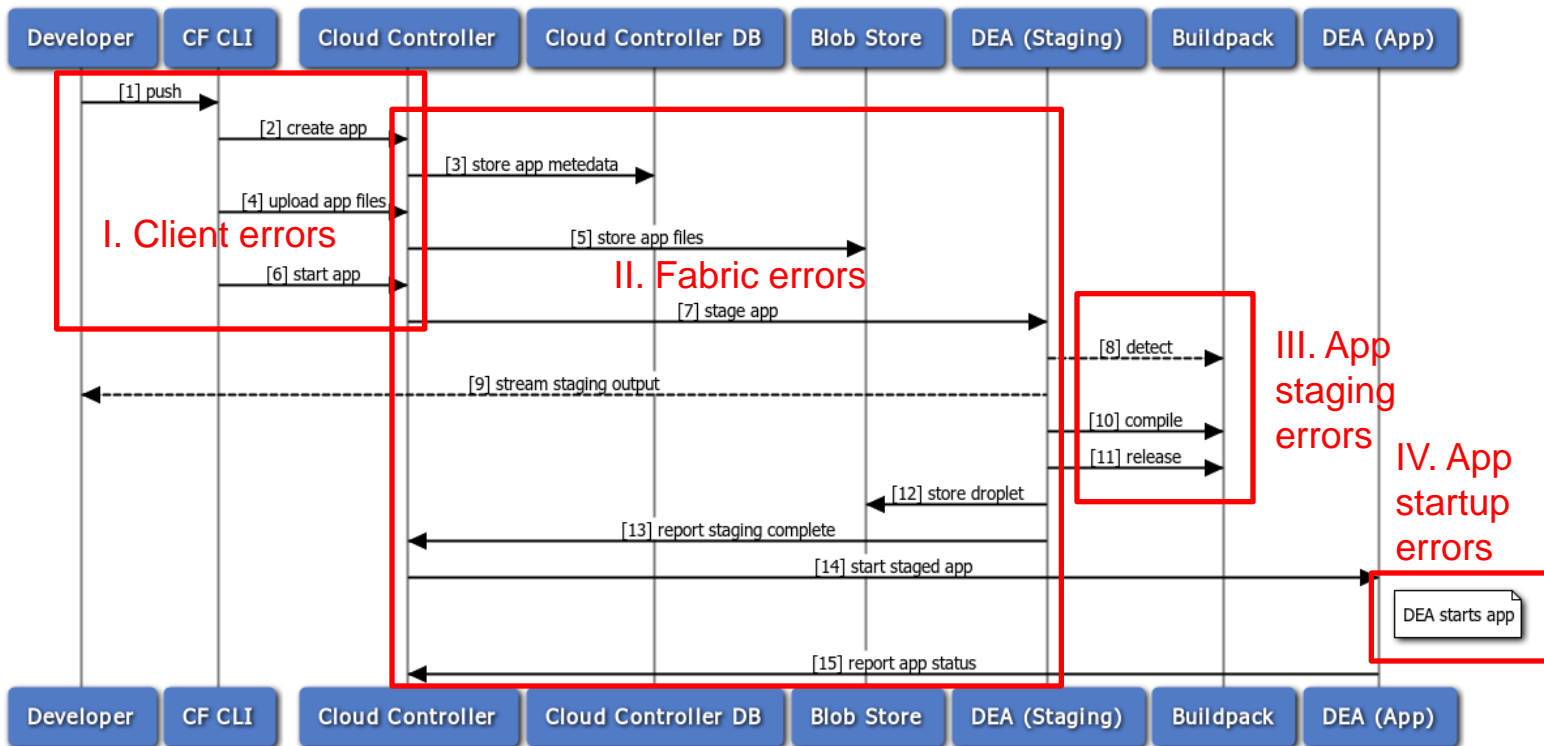 Developer
CF CLI
Cloud Controller
Cloud Controller DB
Blob Store
DEA (Staging)
Buildpack
DEA (App)
[1] push
[2] create app
[3] store app metedata
[4] upload app files
I. Client errors
[5] store app files
[6] start app
II. Fabric errors
[7] stage app
[8] detect
III. App
staging
errors
[9] stream staging output
[10] compile
[11] release
IV. App
startup
errors
[12] store droplet
[13] report staging complete
[14] start staged app
DEA starts app
[15] report app status
Developer
CF CLI
Cloud Controller
Cloud Controller DB
Blob Store
DEA (Staging)
Buildpack
DEA (App)